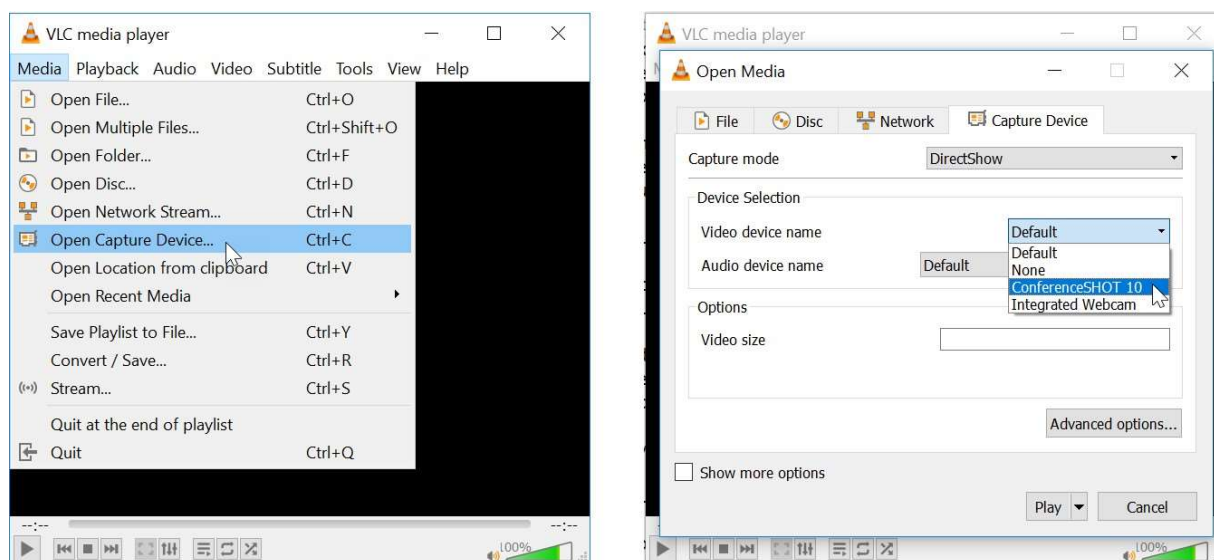 VLC media player
Media Playback Audio Video Subtitle Tools View Help
Open File... Ctrl+O
Open Multiple Files... Ctrl+Shift+O
Open Folder... Ctrl+F
Open Disc... Ctrl+D
Open Network Stream... Ctrl+N
Open Capture Device... Ctrl+C
Open Location from clipboard Ctrl+V
Open Recent Media
Save Playlist to File... Ctrl+Y
Convert / Save... Ctrl+R
Stream... Ctrl+S
Quit at the end of playlist
Quit Ctrl+Q
--:-- --:--
100%
VLC media player
Open Media
File Disc Network Capture Device
Capture mode DirectShow
Device Selection
Video device name Default
Default
None
ConferenceSHOT 10
Integrated Webcam
Audio device name Default
Options
Video size
Advanced options...
Show more options
Play Cancel
100%